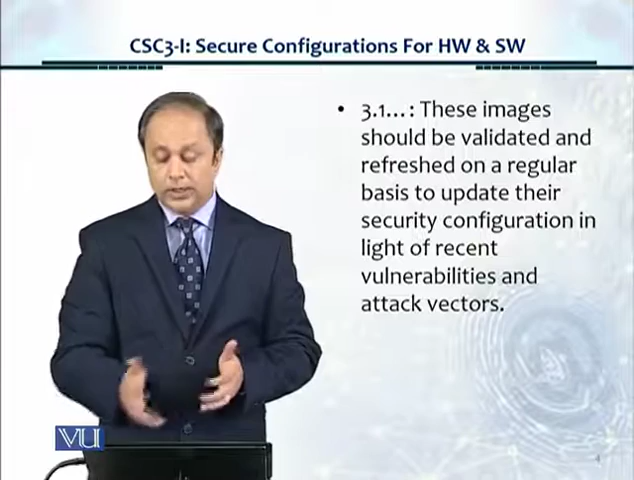 CSC3-I: Secure Configurations For HW & SW
• 3.1...: These images
should be validated and
refreshed on a regular
basis to update their
security configuration in
light of recent
vulnerabilities and
attack vectors.
VU
4